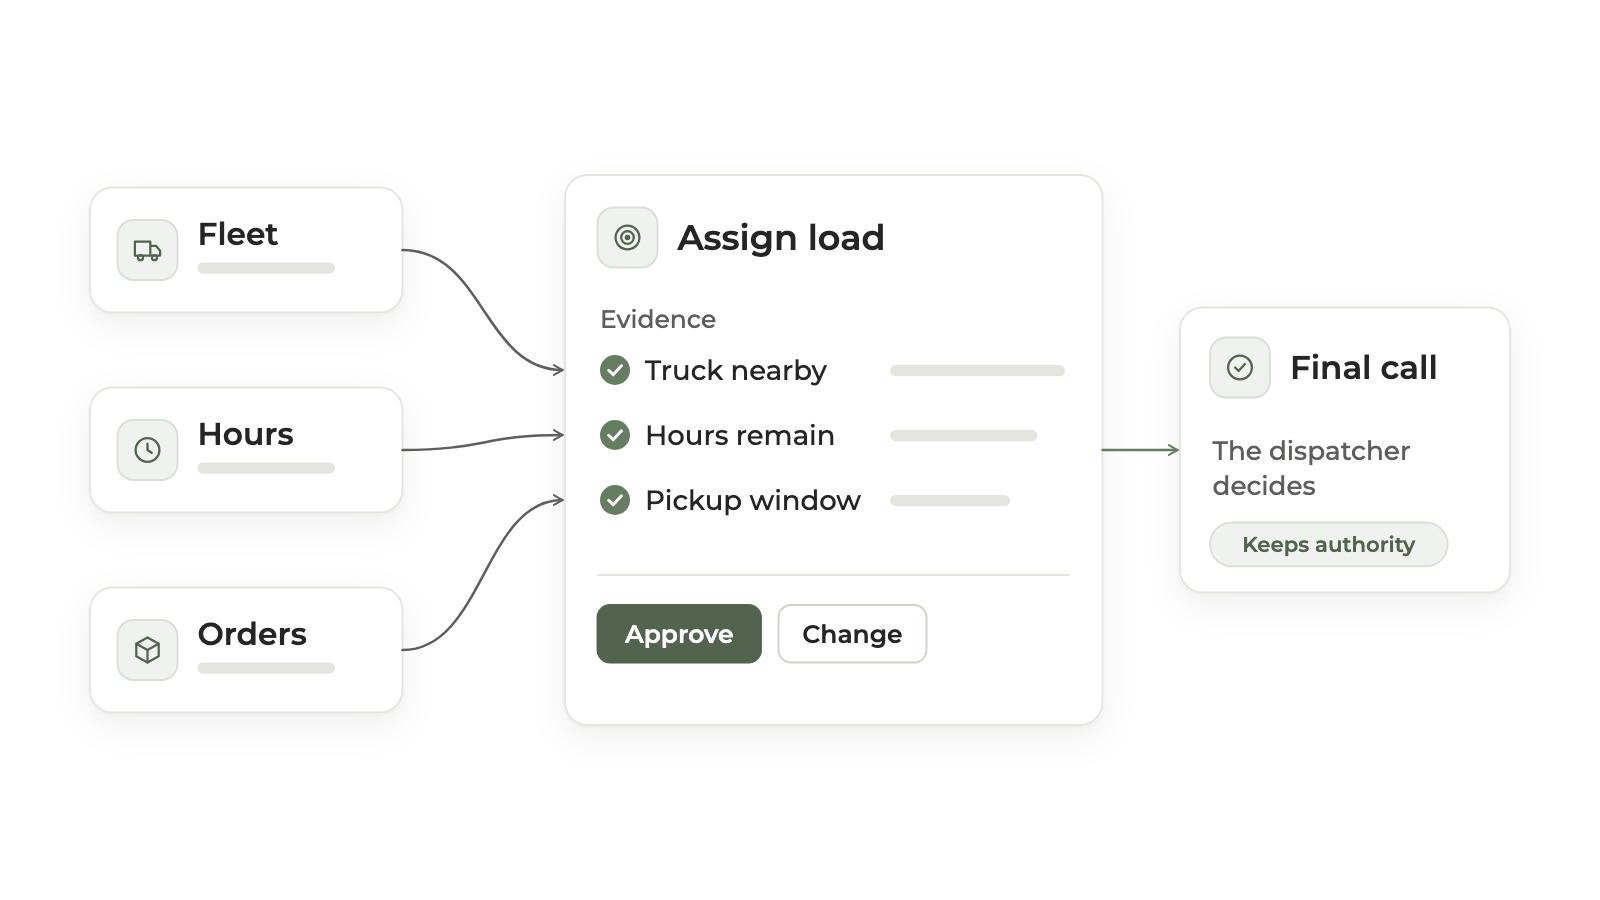 Fleet
Hours
Orders
Assign load
Evidence
Truck nearby
Hours remain
Pickup window
Approve
Change
Final call
The dispatcher
decides
Keeps authority